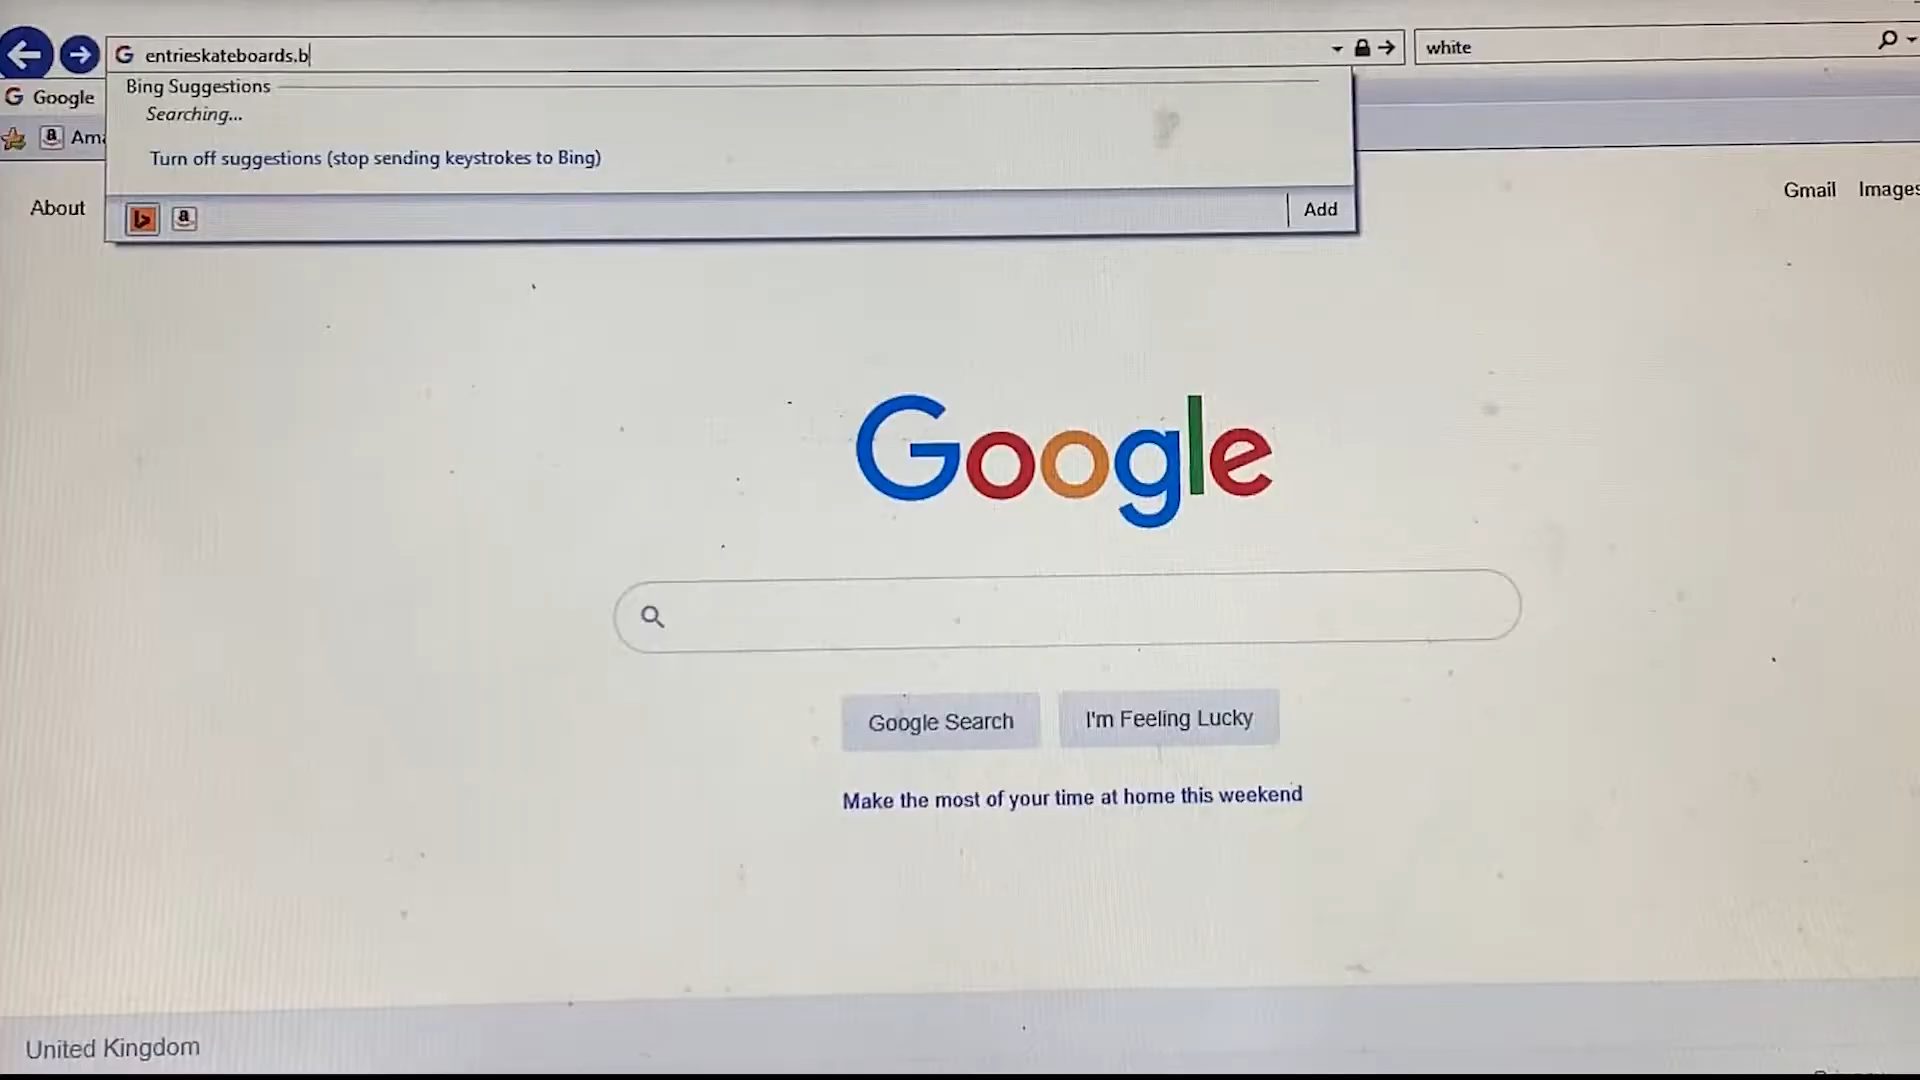 entrieskateboards.b
white
Bing Suggestions
Google
Searching...
Turn off suggestions (stop sending keystrokes to Bing)
About
Add
Gmail Images
Google
Google Search
I'm Feeling Lucky
Make the most of your time at home this weekend
United Kingdom